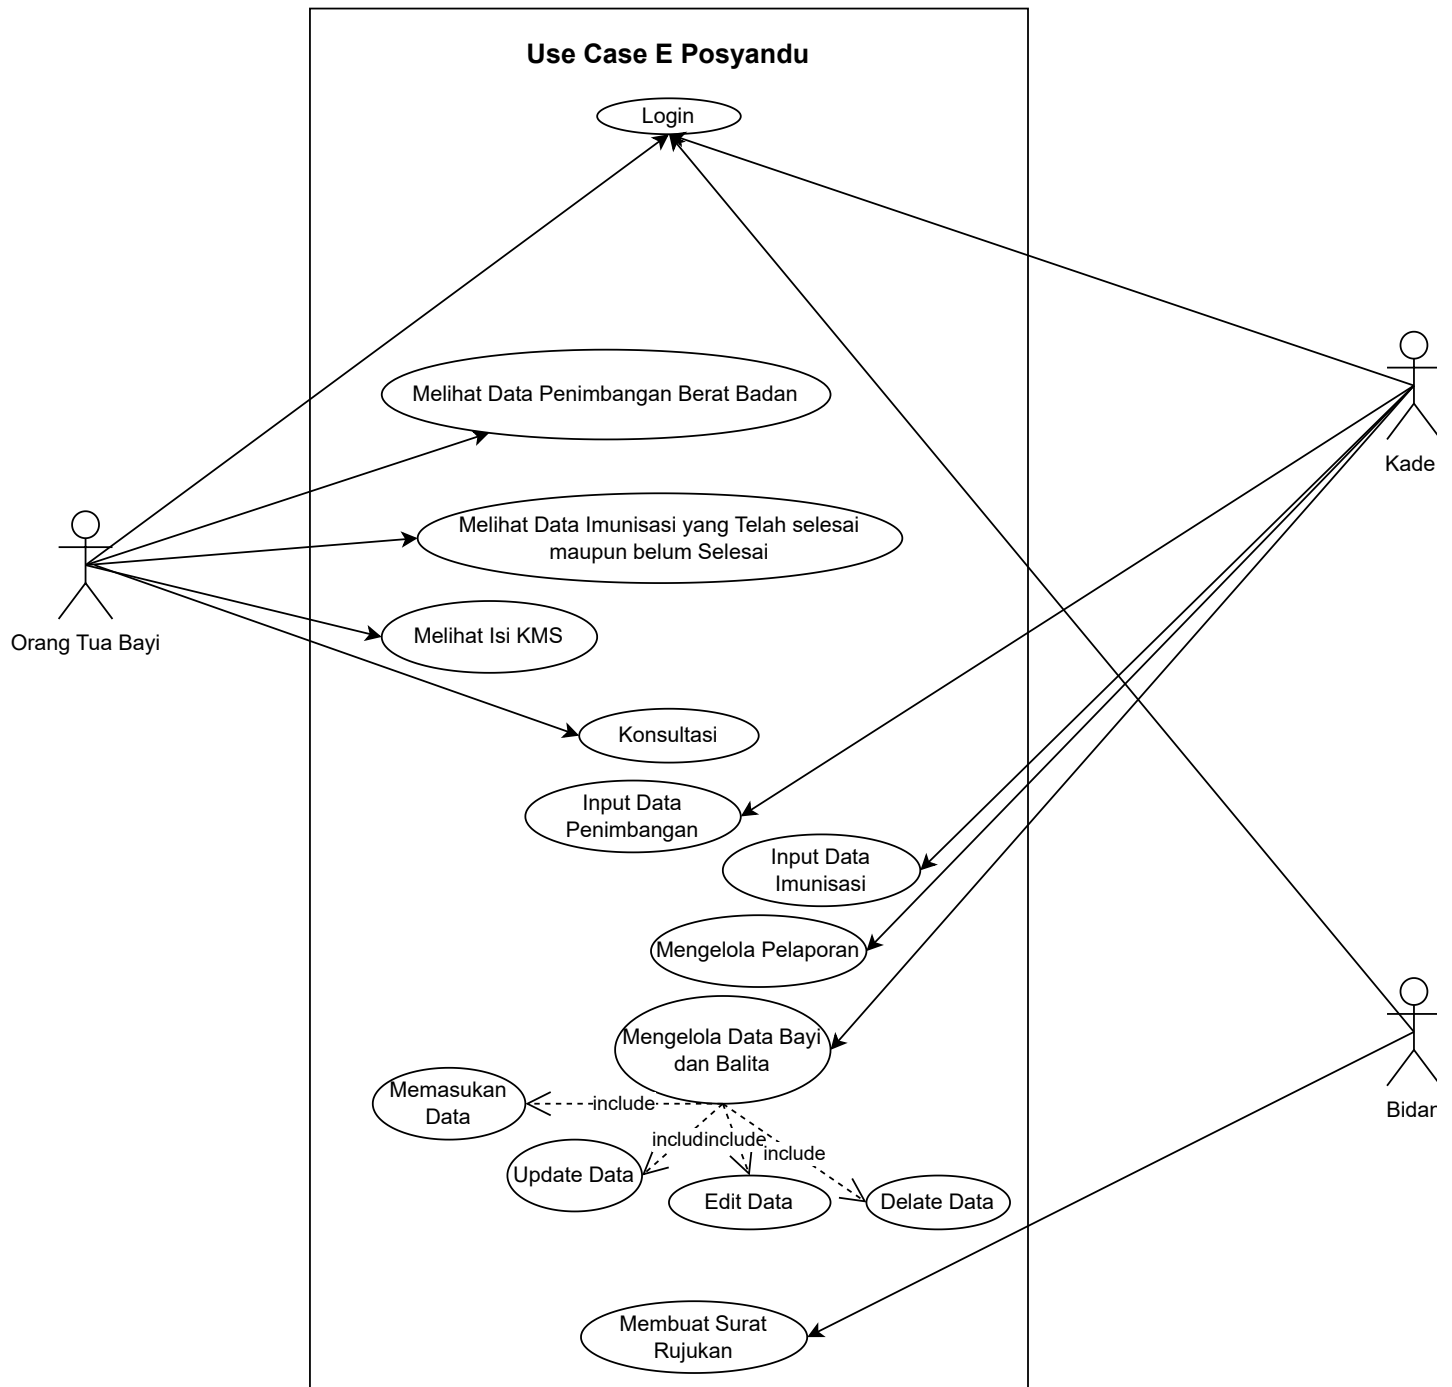 Use Case E Posyandu
Login
Melihat Data Penimbangan Berat Badan
Kade
Melihat Data Imunisasi yang Telah selesai
maupun belum Selesai
Orang Tua Bayi
Melihat Isi KMS
Konsultasi
Input Data
Penimbangan
Input Data
Imunisasi
Mengelola Pelaporan
Mengelola Data Bayi
dan Balita
Memasukan
Data
include
Bidan
includ
include
include
Update Data
Edit Data
Delate Data
Membuat Surat
Rujukan